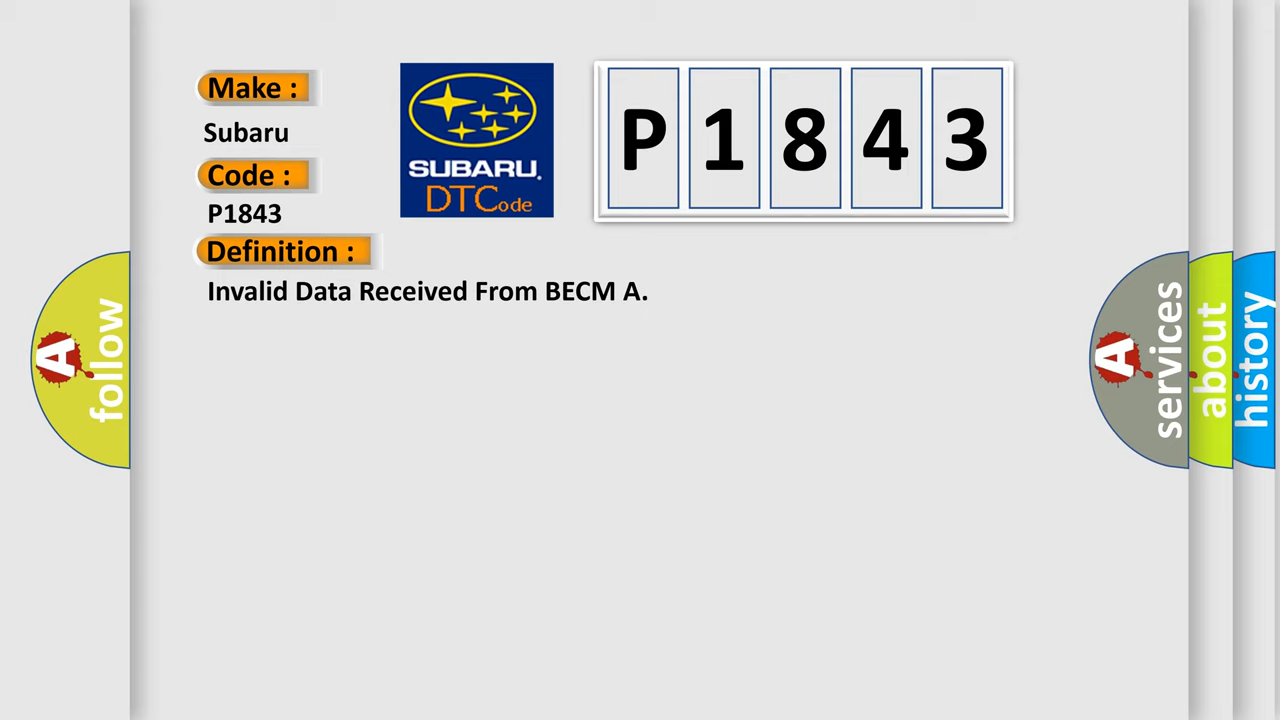 Make :
Subaru
Code :
P1843
Definition :
Invalid Data Received From BECM A.
SUBARU
DTCode
P 1 8 4 3
A follow
A services
about
history